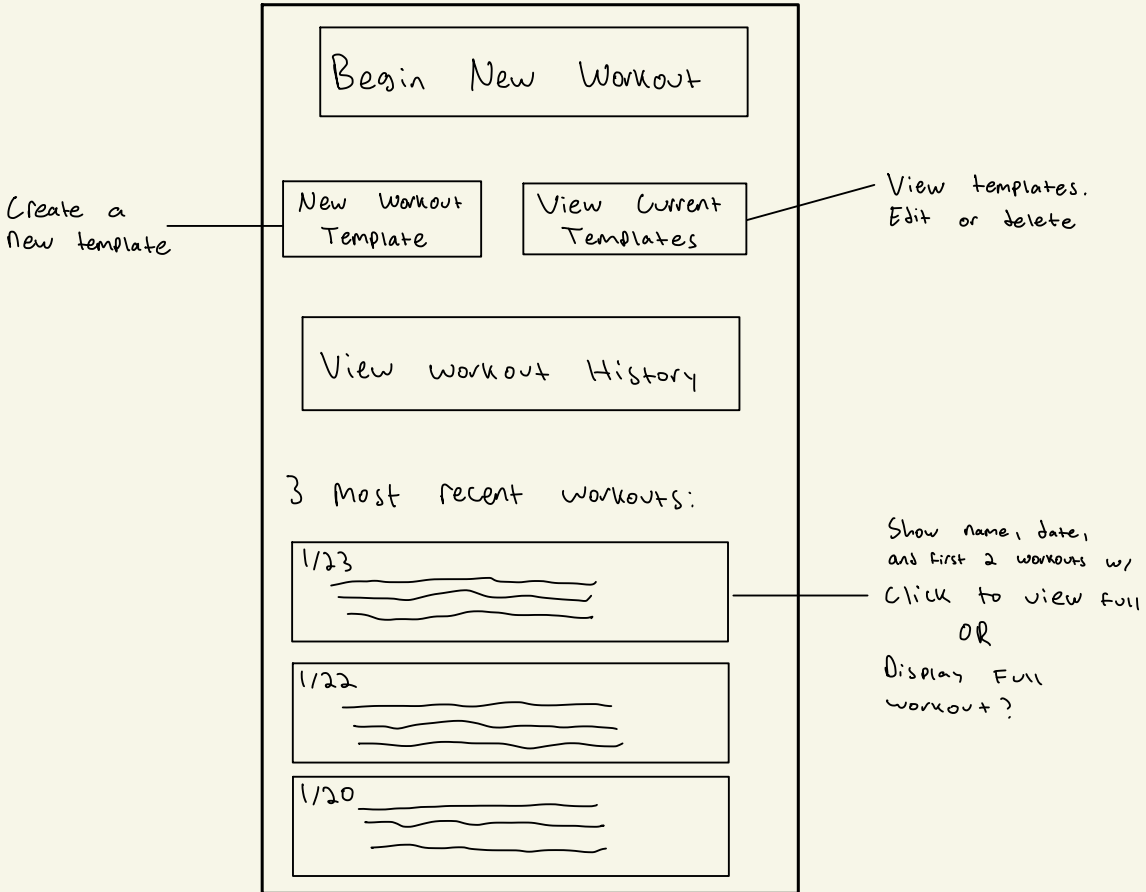 Begin New Workout
Create a
new template
New Workout
Template
View Current
Templates
View templates.
Edit or delete
View workout History
3 Most recent workouts:
1/23
Show name, date,
and first 2 workouts w/
Click to view full
OR
Display Full
workout?
1/22
1/20